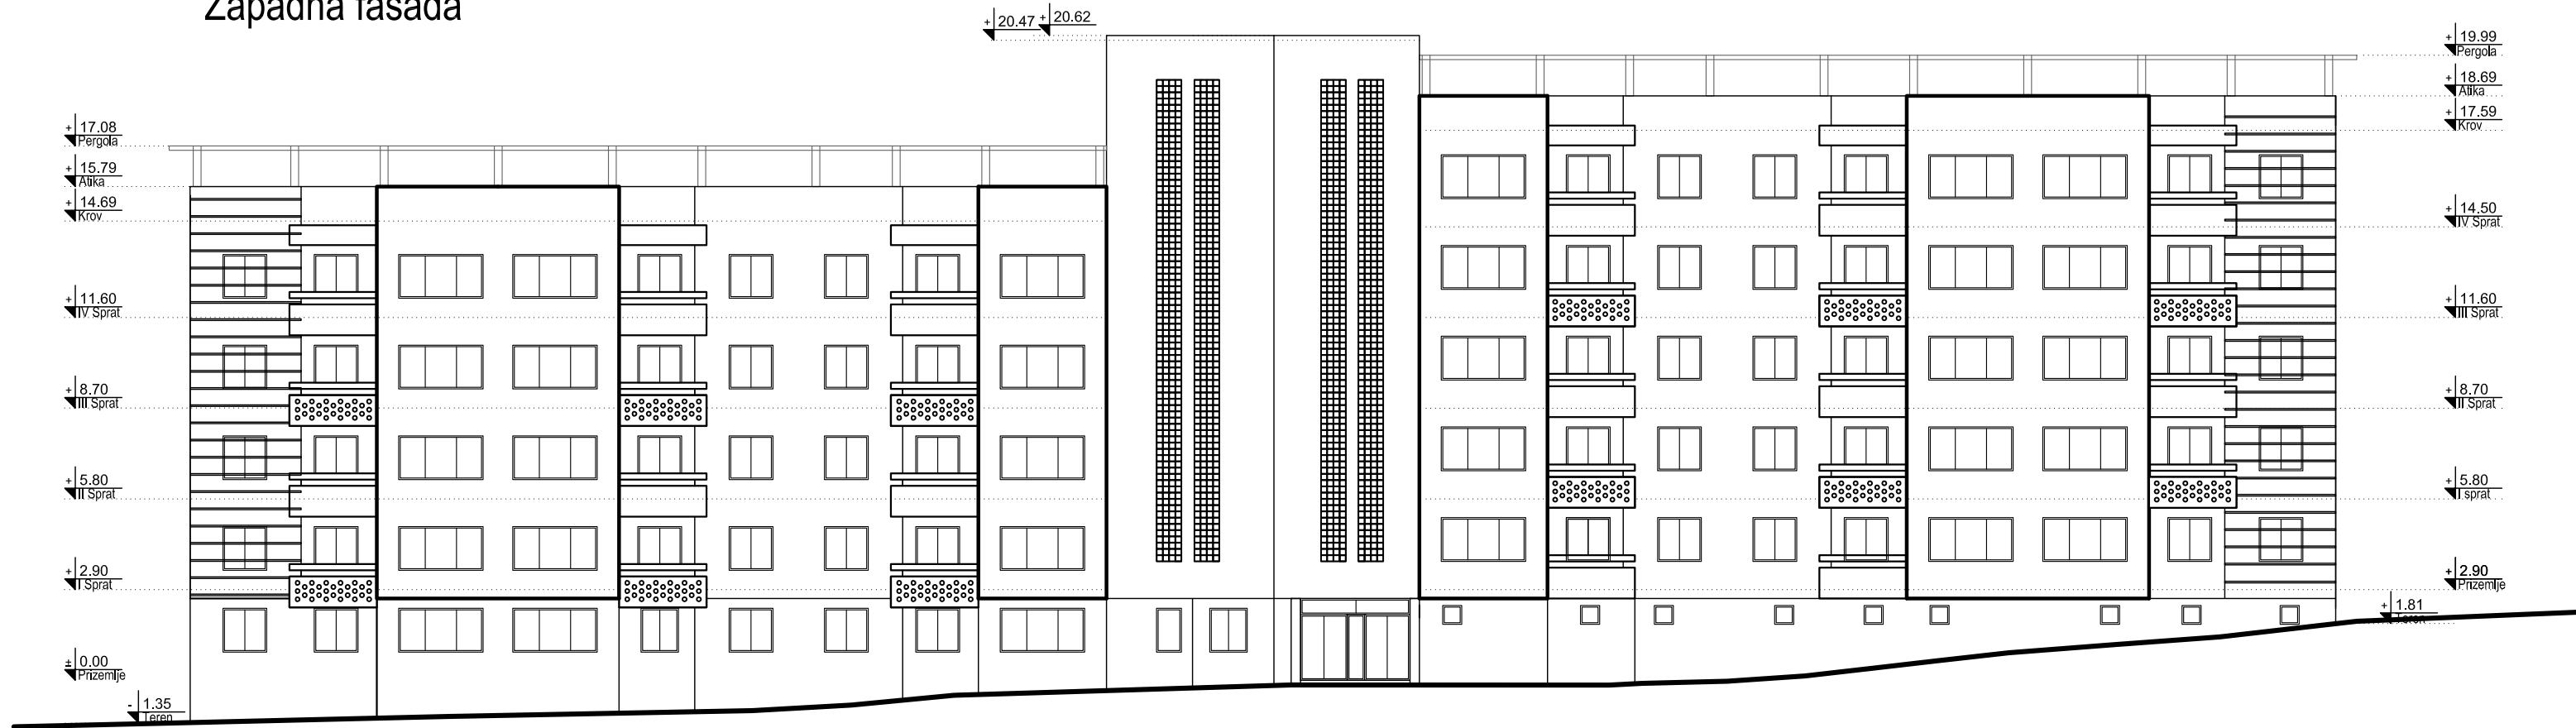 Zapadna fasada
+ 20.47
+ 20.62
+ 17.08
Pergola
+ 15.79
Atika
+ 14.69
Krov
+ 11.60
IV Sprat
+ 8.70
III Sprat
+ 5.80
II Sprat
+ 2.90
I Sprat
± 0.00
Prizemlje
- 1.35
Teren
+ 19.99
Pergola
+ 18.69
Atika
+ 17.59
Krov
+ 14.50
IV Sprat
+ 11.60
III Sprat
+ 8.70
II Sprat
+ 5.80
I sprat
+ 2.90
Prizemlje
+ 1.81
Teren